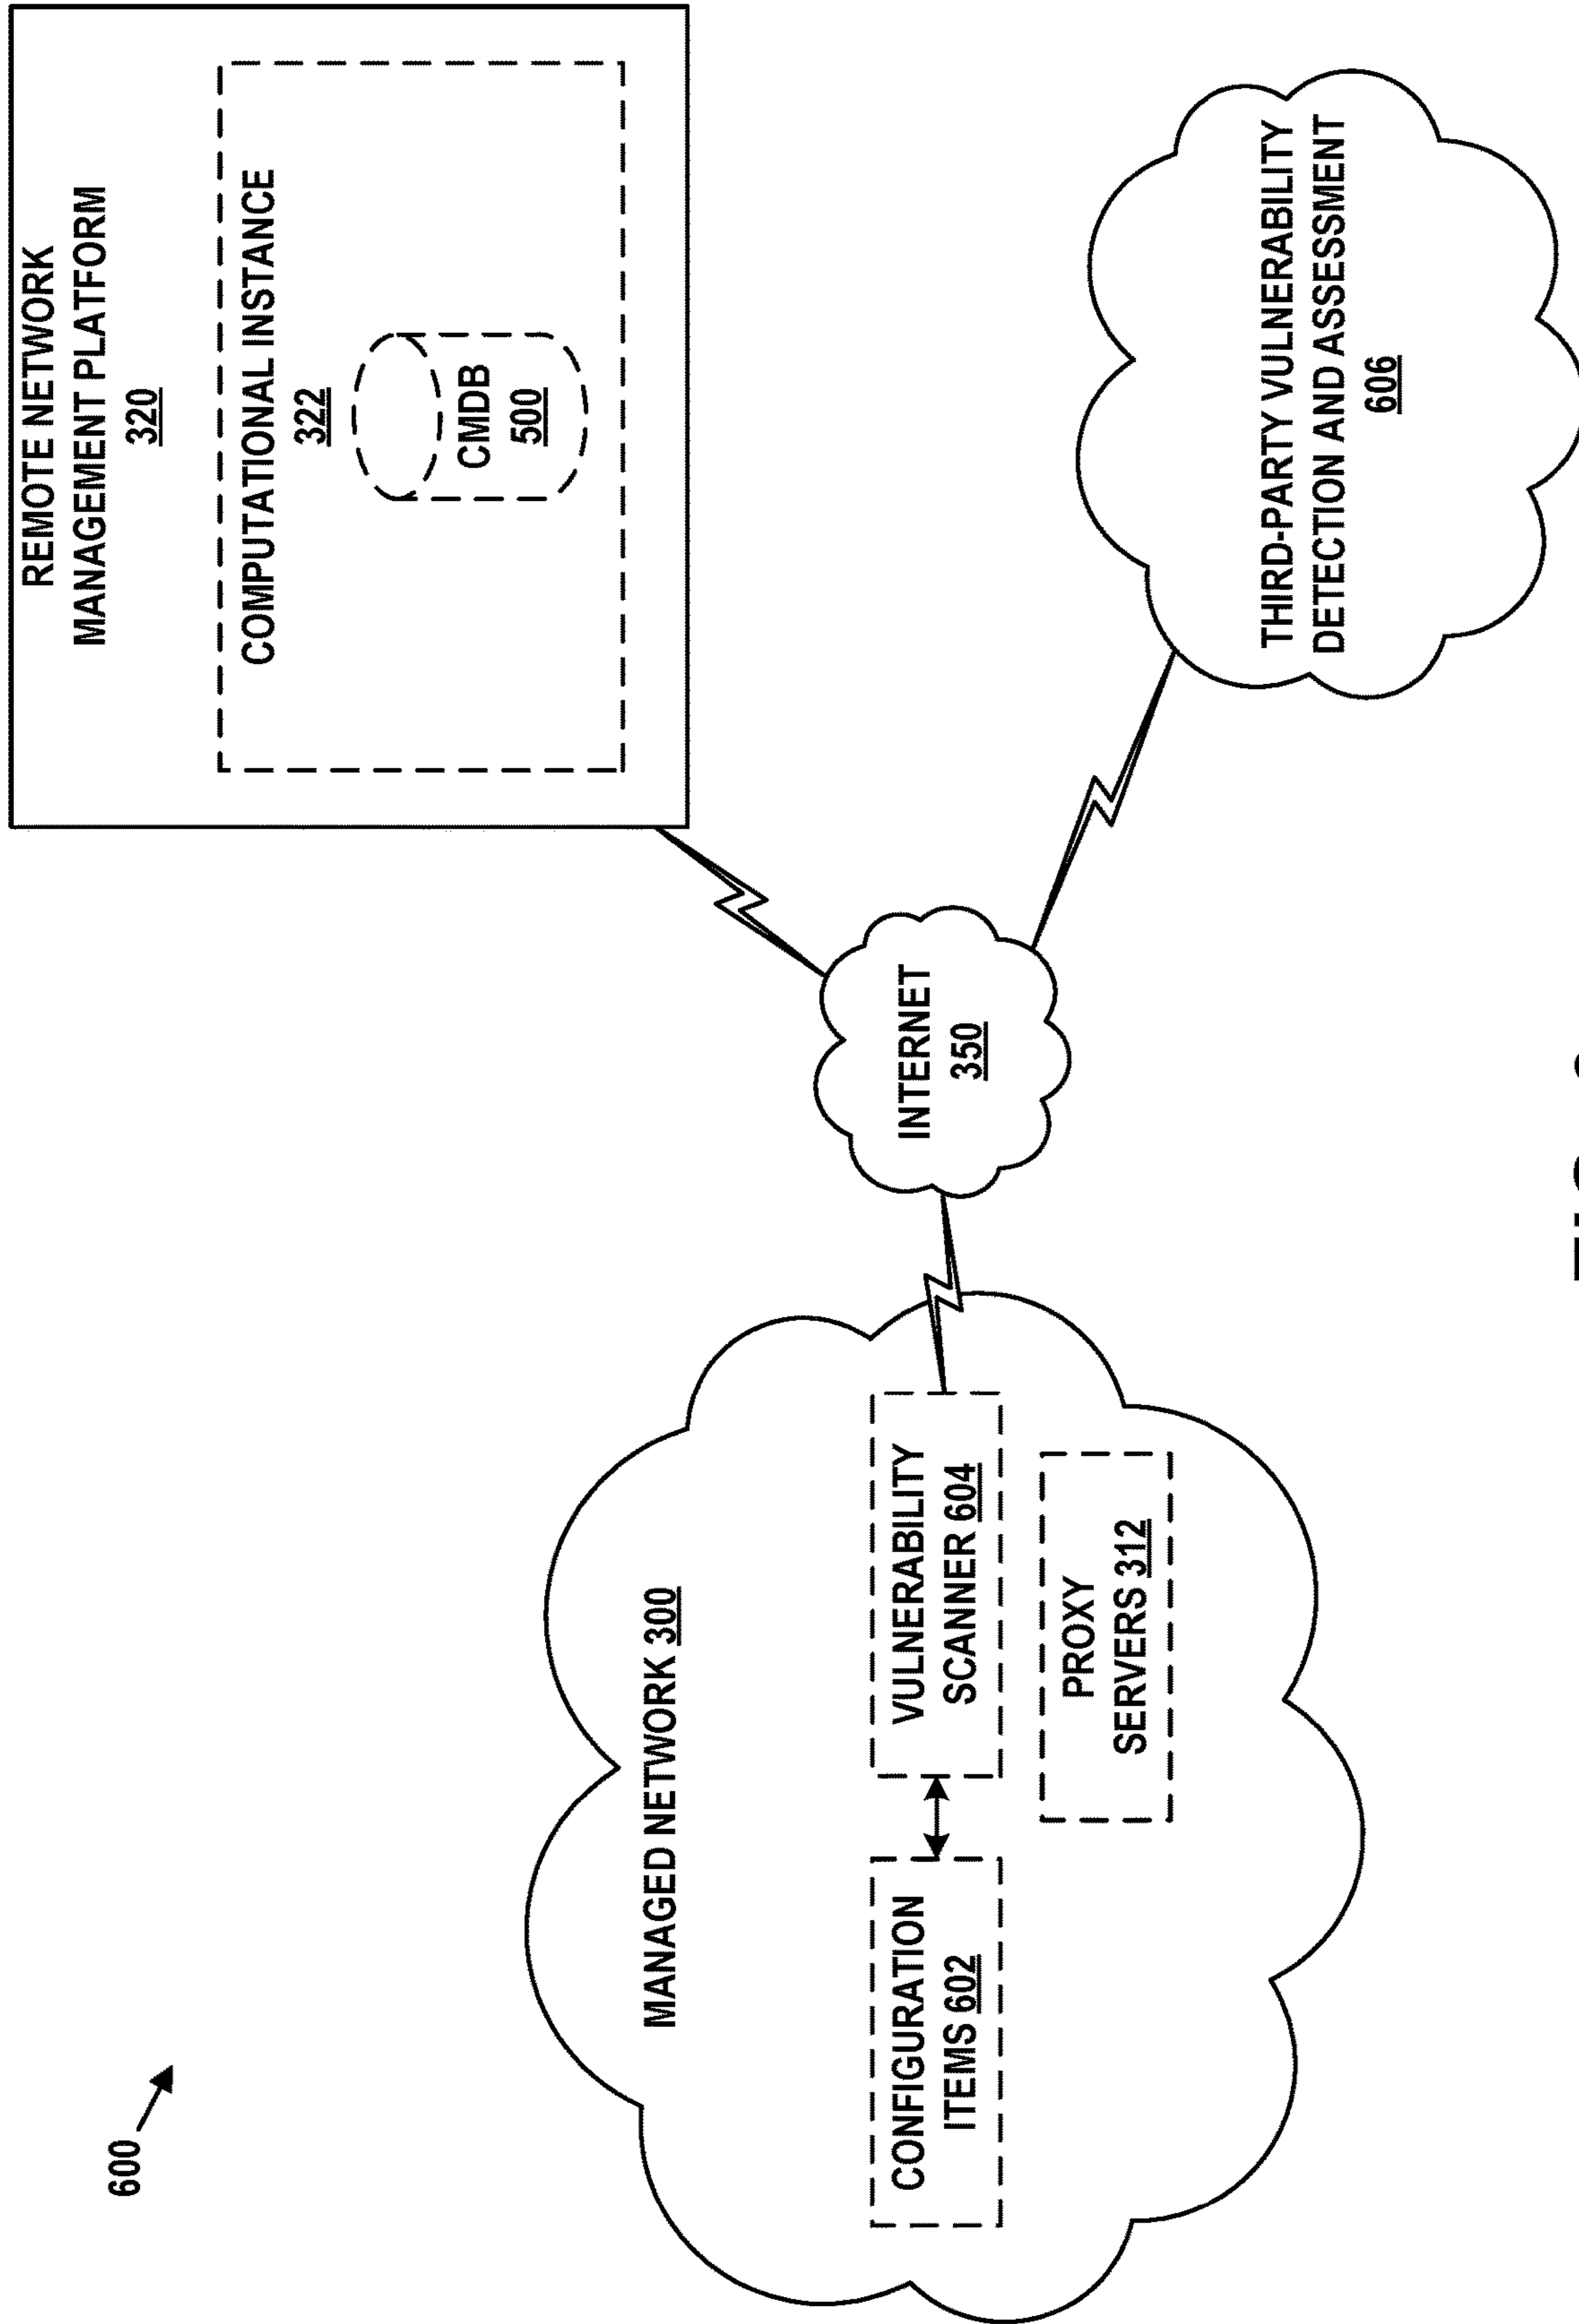 600
MANAGED NETWORK 300
CONFIGURATION
ITEMS 602
VULNERABILITY
SCANNER 604
PROXY
SERVERS 312
INTERNET
350
REMOTE NETWORK
MANAGEMENT PLATFORM
320
COMPUTATIONAL INSTANCE
322
CMDB
500
THIRD-PARTY VULNERABILITY
DETECTION AND ASSESSMENT
606